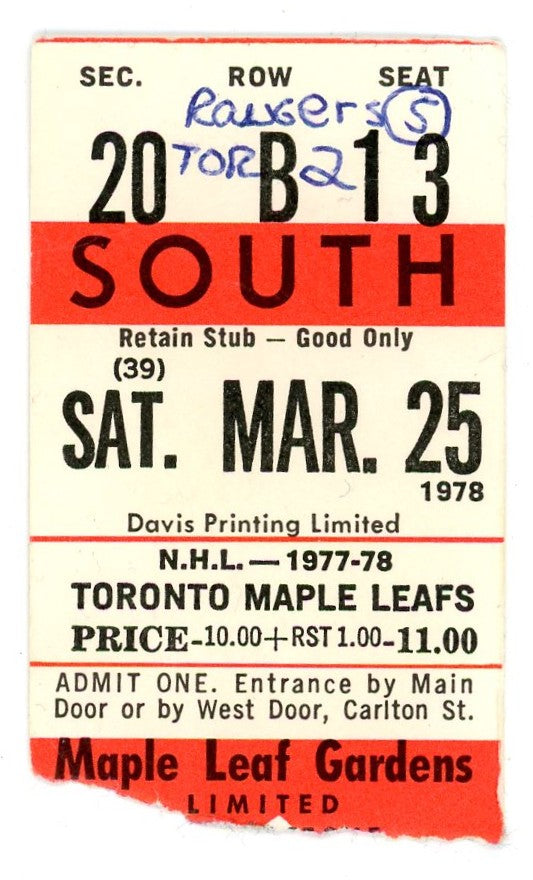 SEC. ROW SEAT
Rangers 5
TOR 2
20 B 13
SOUTH
Retain Stub — Good Only
(39)
SAT. MAR. 25
1978
Davis Printing Limited
N.H.L.—1977-78
TORONTO MAPLE LEAFS
PRICE-10.00+RST 1.00-11.00
ADMIT ONE. Entrance by Main
Door or by West Door, Carlton St.
Maple Leaf Gardens
LIMITED